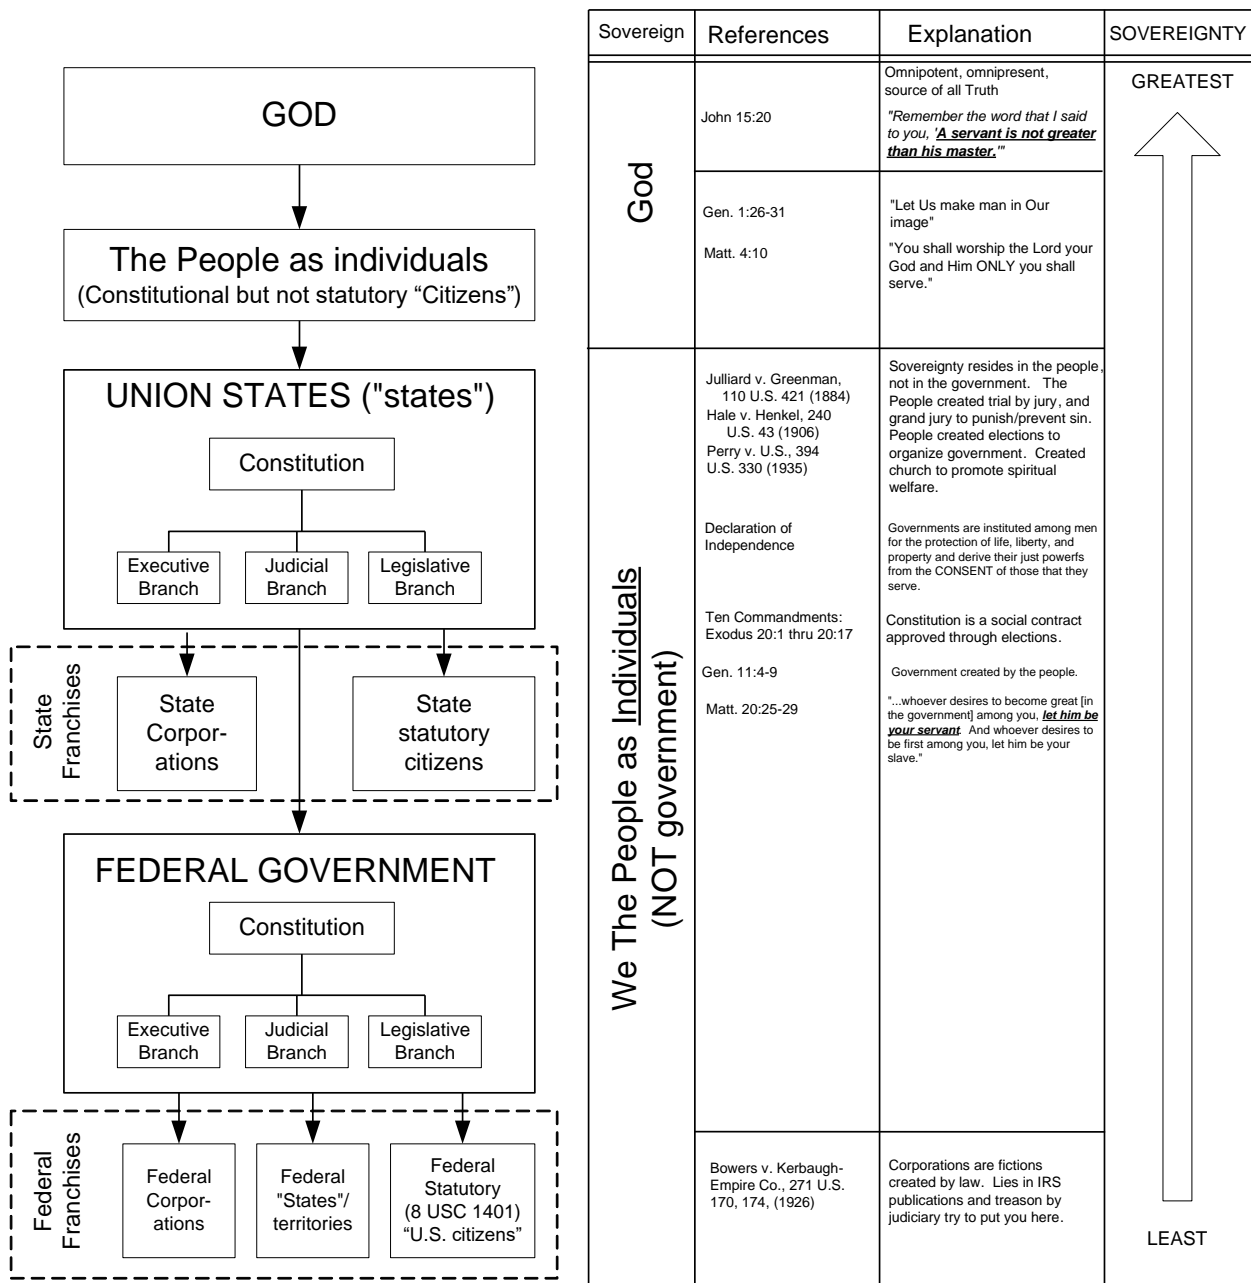 GOD
The People as individuals
(Constitutional but not statutory “Citizens”)
UNION STATES ("states")
Constitution
Executive
Branch
Judicial
Branch
Legislative
Branch
State
Franchises
State
Corpor-
ations
State
statutory
citizens
FEDERAL GOVERNMENT
Constitution
Executive
Branch
Judicial
Branch
Legislative
Branch
Federal
Franchises
Federal
Corpor-
ations
Federal
"States"/
territories
Federal
Statutory
(8 USC 1401)
“U.S. citizens”
Sovereign
References
Explanation
SOVEREIGNTY
God
John 15:20
Omnipotent, omnipresent,
source of all Truth
"Remember the word that I said
to you, 'A servant is not greater
than his master.'"
Gen. 1:26-31
"Let Us make man in Our
image"
Matt. 4:10
"You shall worship the Lord your
God and Him ONLY you shall
serve."
We The People as Individuals
(NOT government)
Julliard v. Greenman,
110 U.S. 421 (1884)
Hale v. Henkel, 240
U.S. 43 (1906)
Perry v. U.S., 394
U.S. 330 (1935)
Sovereignty resides in the people,
not in the government. The
People created trial by jury, and
grand jury to punish/prevent sin.
People created elections to
organize government. Created
church to promote spiritual
welfare.
Declaration of
Independence
Governments are instituted among men
for the protection of life, liberty, and
property and derive their just powerfs
from the CONSENT of those that they
serve.
Ten Commandments:
Exodus 20:1 thru 20:17
Constitution is a social contract
approved through elections.
Gen. 11:4-9
Government created by the people.
Matt. 20:25-29
"...whoever desires to become great [in
the government] among you, let him be
your servant. And whoever desires to
be first among you, let him be your
slave."
Bowers v. Kerbaugh-
Empire Co., 271 U.S.
170, 174, (1926)
Corporations are fictions
created by law. Lies in IRS
publications and treason by
judiciary try to put you here.
GREATEST
LEAST